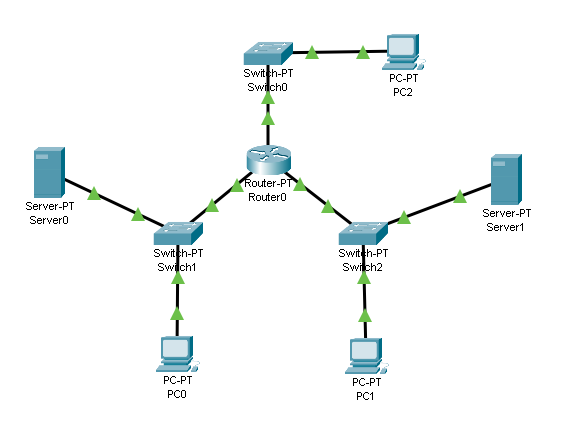 Switch-PT
Switch0
PC-PT
PC2
Router-PT
Router0
Server-PT
Server0
Server-PT
Server1
Switch-PT
Switch1
Switch-PT
Switch2
PC-PT
PC0
PC-PT
PC1